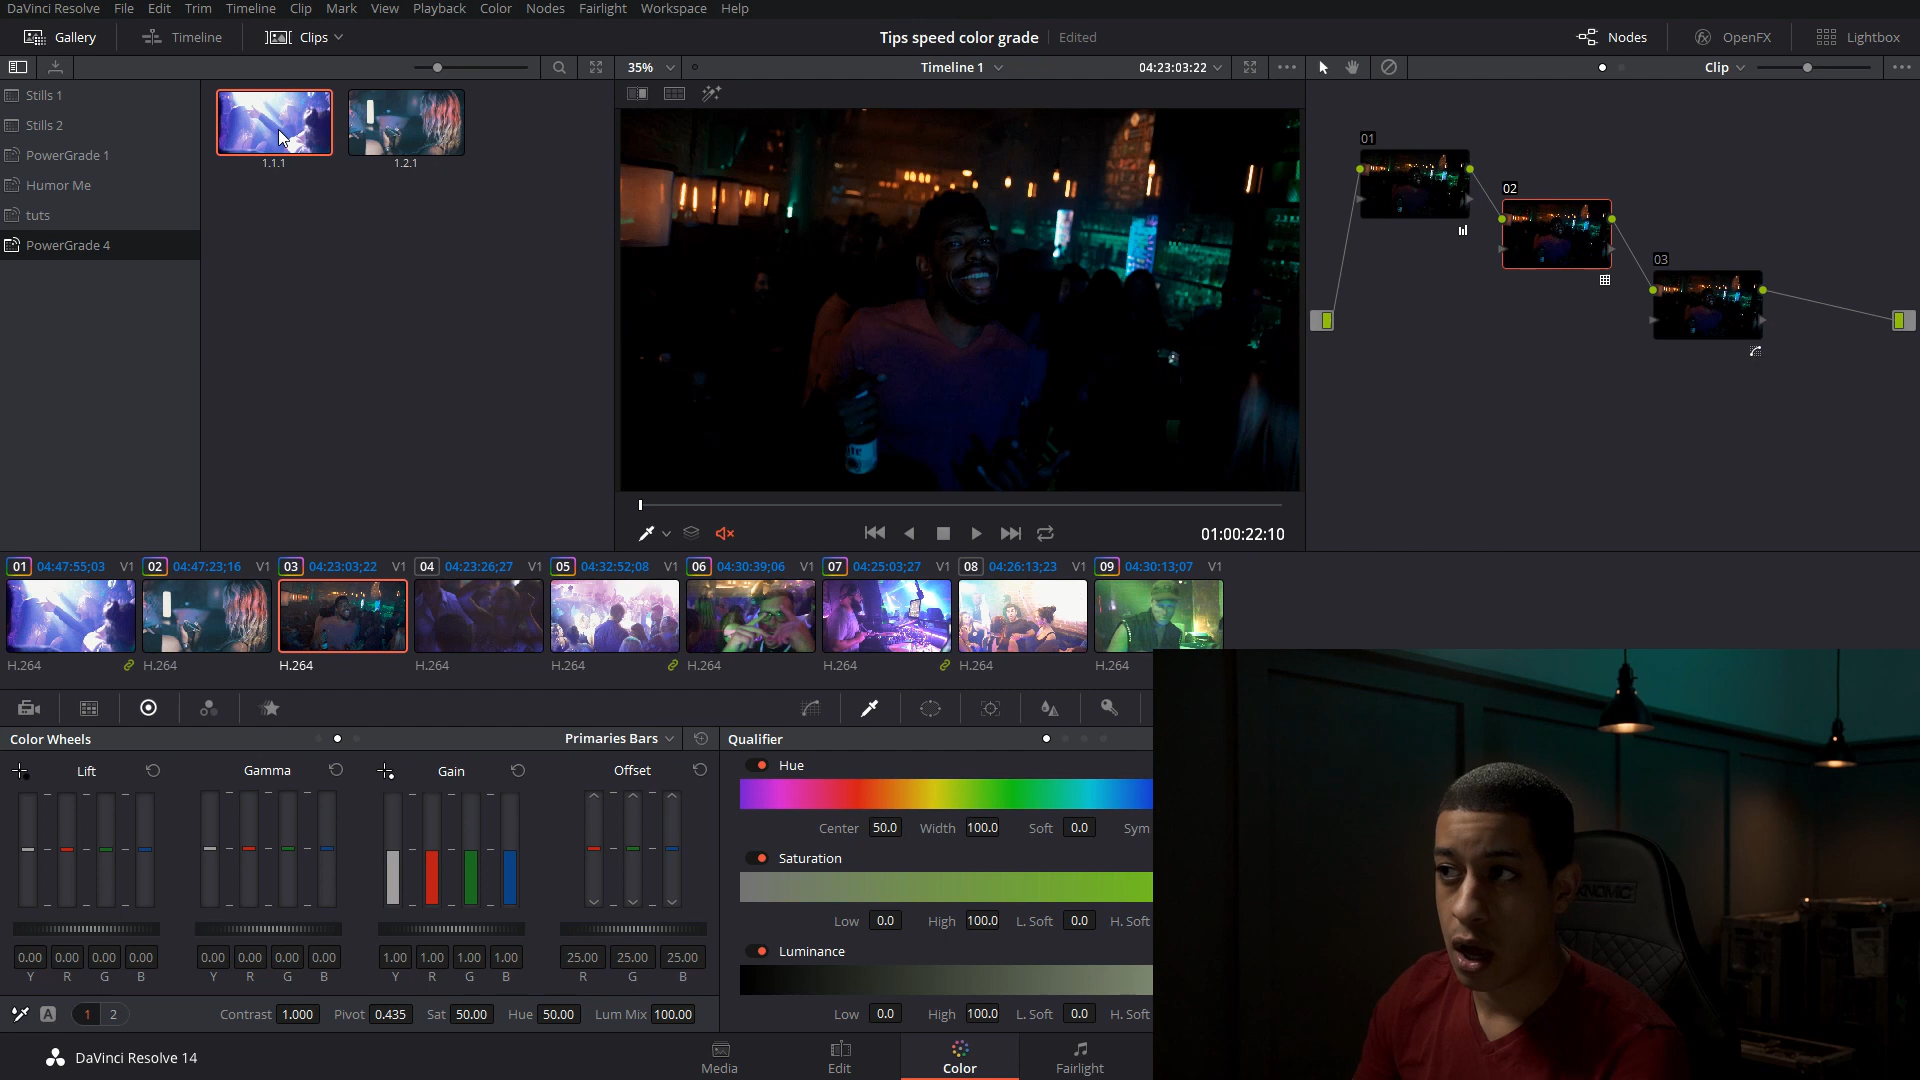 DaVinci Resolve File Edit Trim Timeline Clip Mark View Playback Color Nodes Fairlight Workspace Help
Gallery Timeline Clips Tips speed color grade Edited Nodes OpenFX Lightbox
35% Timeline 1 04:23:03:22 Clip
Stills 1
Stills 2
PowerGrade 1
Humor Me
tuts
PowerGrade 4
1.1.1 1.2.1
01
02
03
01:00:22:10
01 04:47:55;03 V1 02 04:47:23;16 V1 03 04:23:03;22 V1 04 04:23:26;27 V1 05 04:32:52;08 V1 06 04:30:39;06 V1 07 04:25:03;27 V1 08 04:26:13;23 V1 09 04:30:13;07 V1
H.264 H.264 H.264 H.264 H.264 H.264 H.264 H.264 H.264
Color Wheels Primaries Bars Qualifier
Lift Gamma Gain Offset
0.00 0.00 0.00 0.00 0.00 0.00 0.00 0.00 1.00 1.00 1.00 1.00 25.00 25.00 25.00
Y R G B Y R G B Y R G B R G B
A 1 2 Contrast 1.000 Pivot 0.435 Sat 50.00 Hue 50.00 Lum Mix 100.00
Hue
Center 50.0 Width 100.0 Soft 0.0 Sym
Saturation
Low 0.0 High 100.0 L. Soft 0.0 H. Soft
Luminance
Low 0.0 High 100.0 L. Soft 0.0 H. Soft
DaVinci Resolve 14 Media Edit Color Fairlight